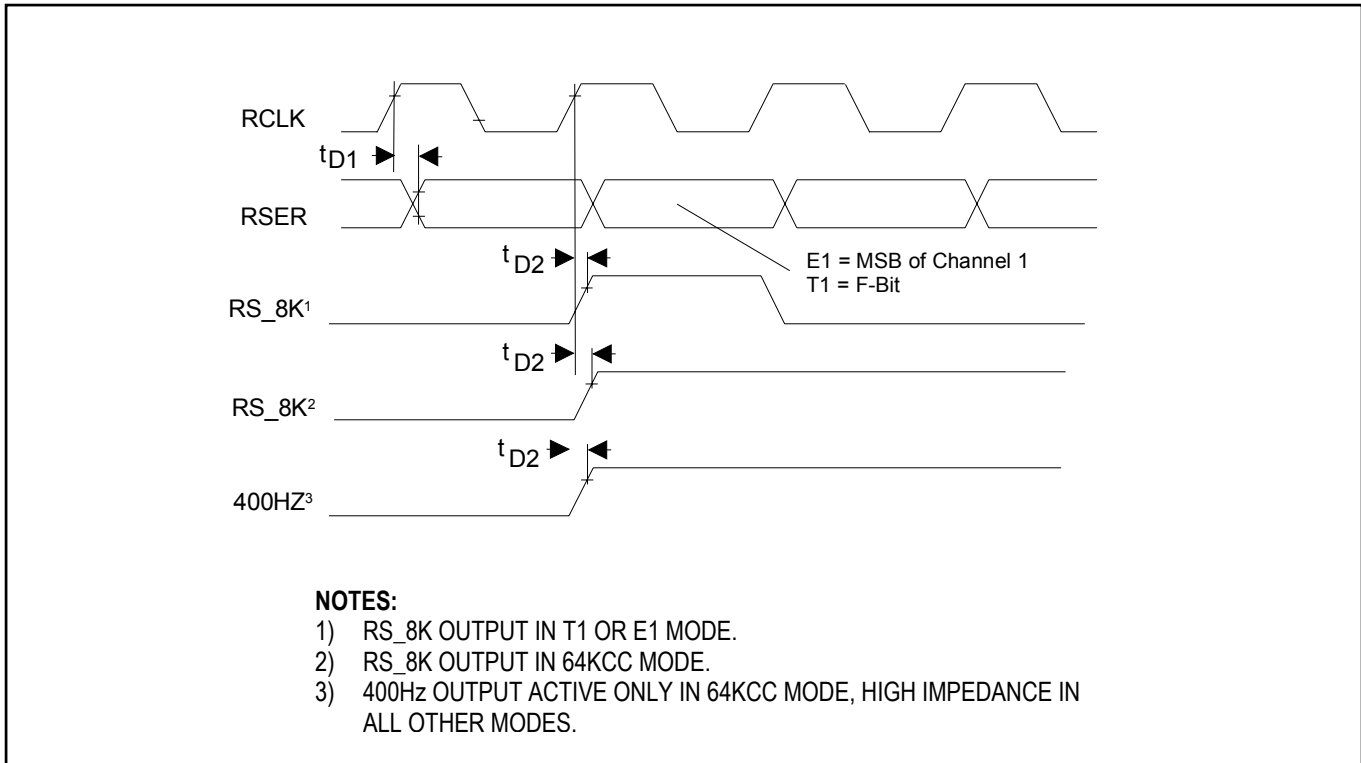 RCLK
tD1
RSER
tD2
E1 = MSB of Channel 1
T1 = F-Bit
RS_8K¹
tD2
RS_8K²
tD2
400HZ³
NOTES:
1) RS_8K OUTPUT IN T1 OR E1 MODE.
2) RS_8K OUTPUT IN 64KCC MODE.
3) 400Hz OUTPUT ACTIVE ONLY IN 64KCC MODE, HIGH IMPEDANCE IN
ALL OTHER MODES.